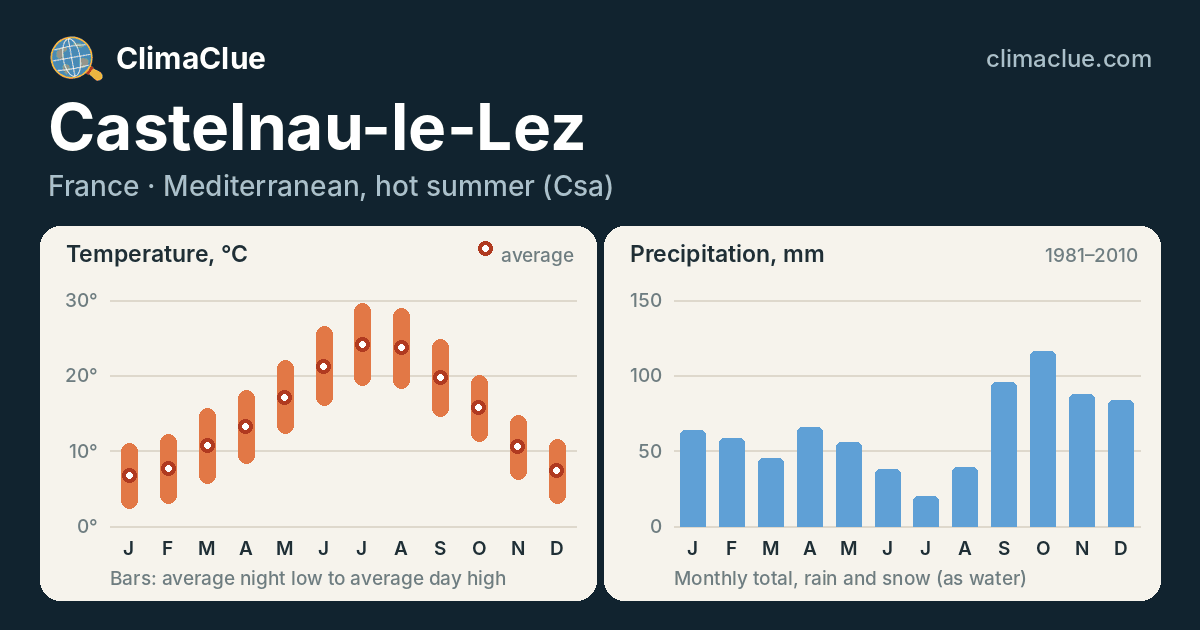 ClimaClue
climaclue.com
Castelnau-le-Lez
France · Mediterranean, hot summer (Csa)
Temperature, °C
average
30°
20°
10°
0°
J F M A M J J A S O N D
Bars: average night low to average day high
Precipitation, mm
1981–2010
150
100
50
0
J F M A M J J A S O N D
Monthly total, rain and snow (as water)